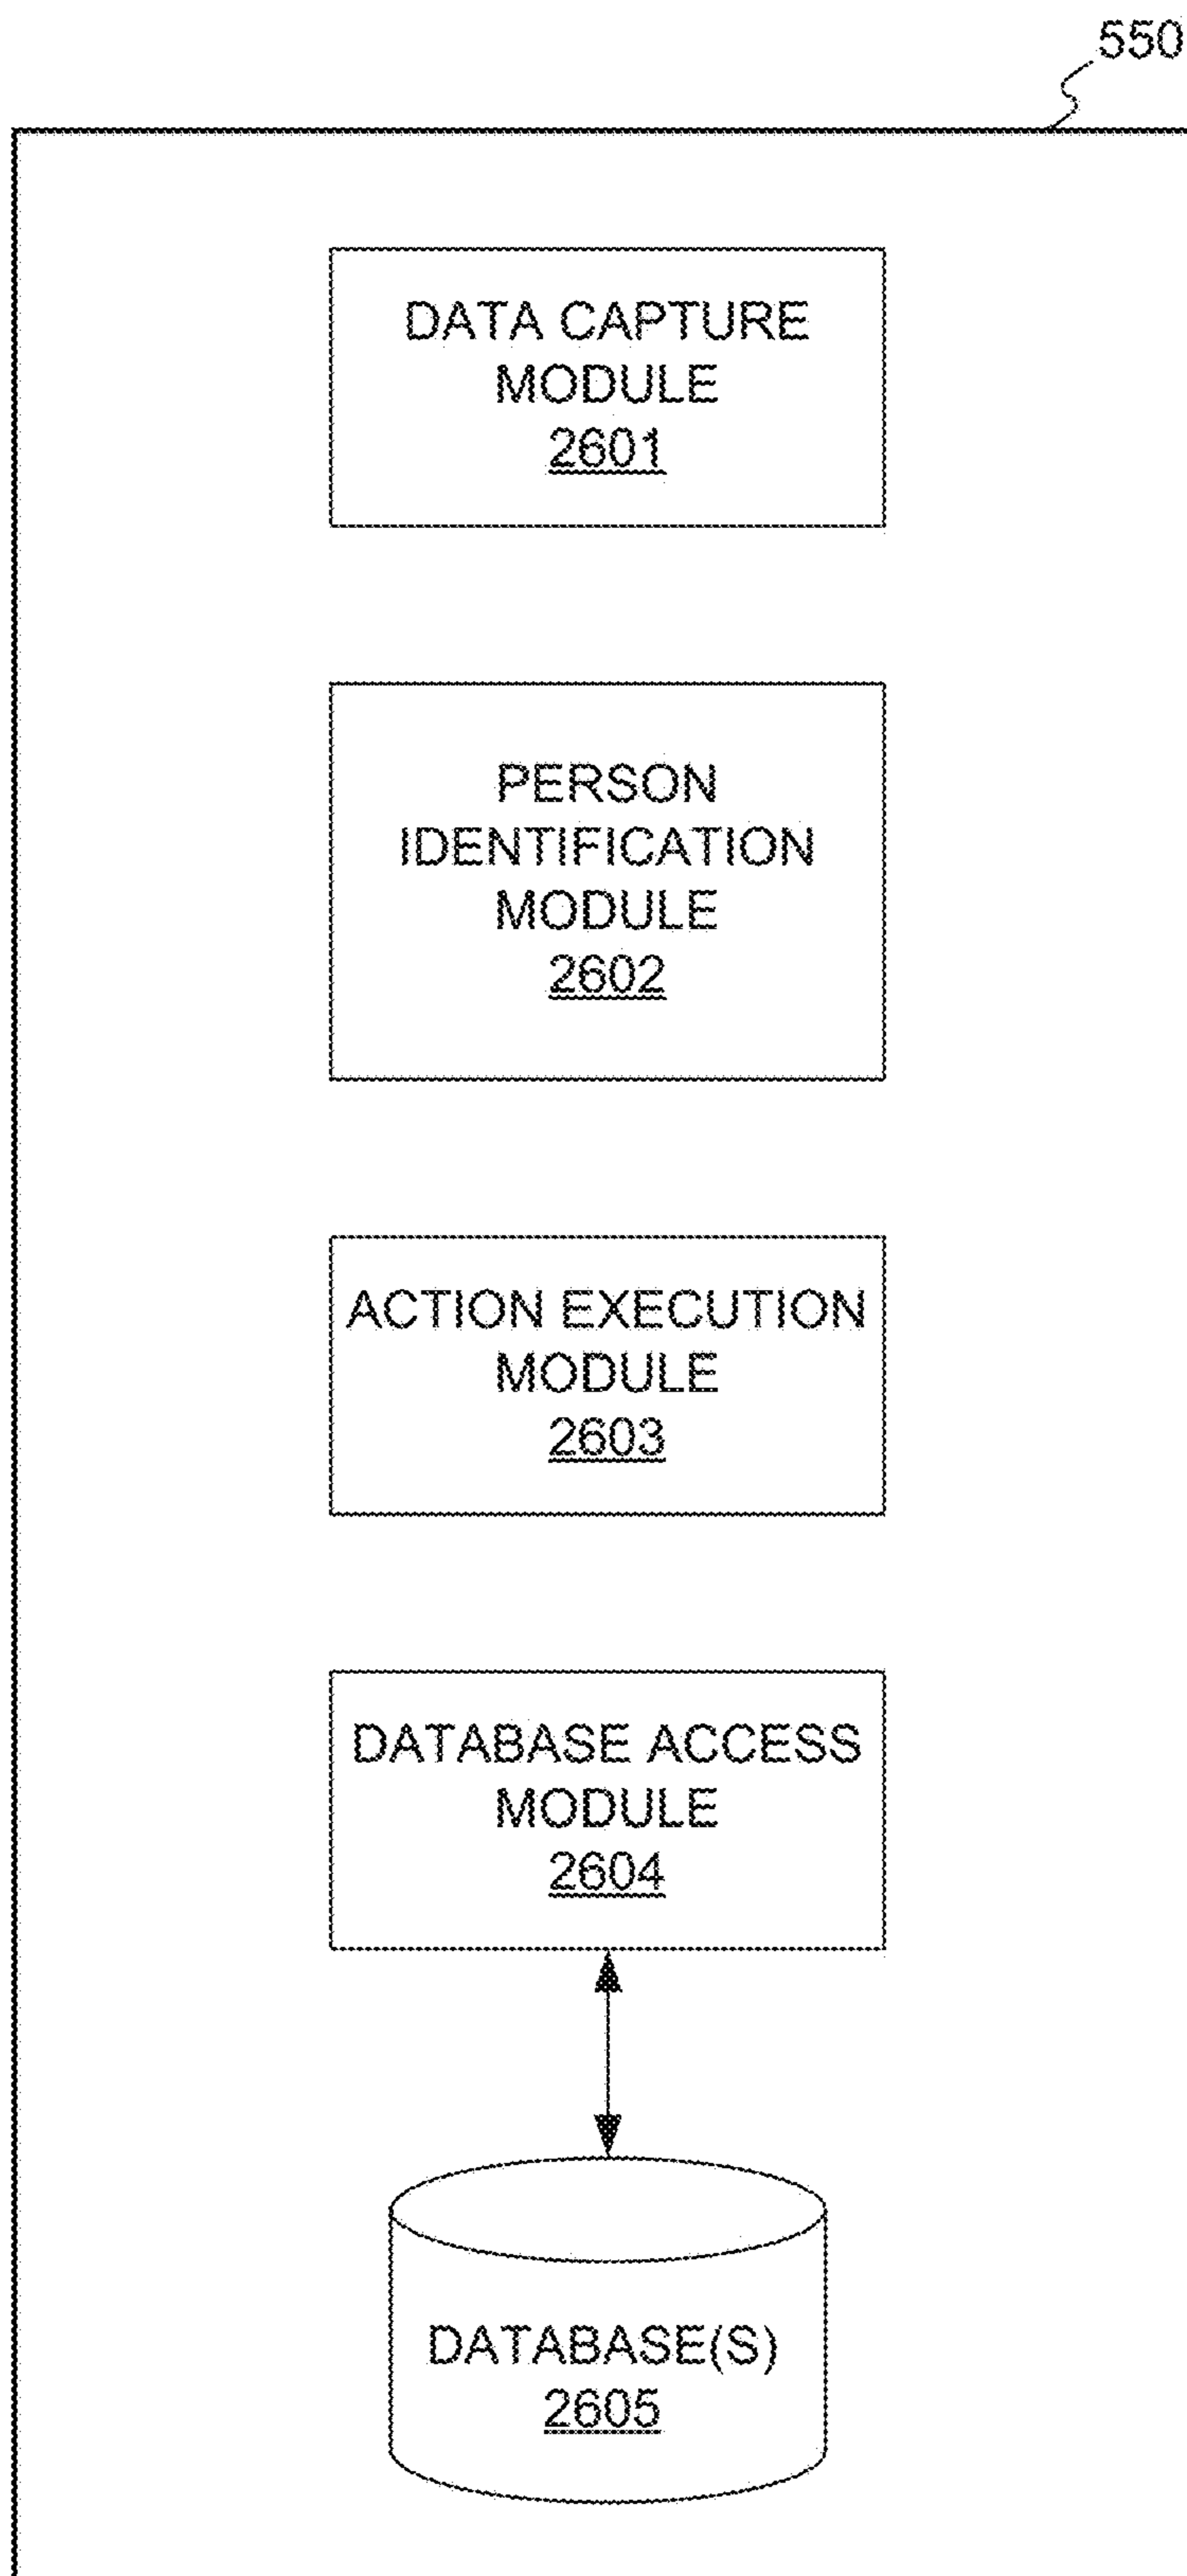 550
DATA CAPTURE
MODULE
2601
PERSON
IDENTIFICATION
MODULE
2602
ACTION EXECUTION
MODULE
2603
DATABASE ACCESS
MODULE
2604
DATABASE(S)
2605